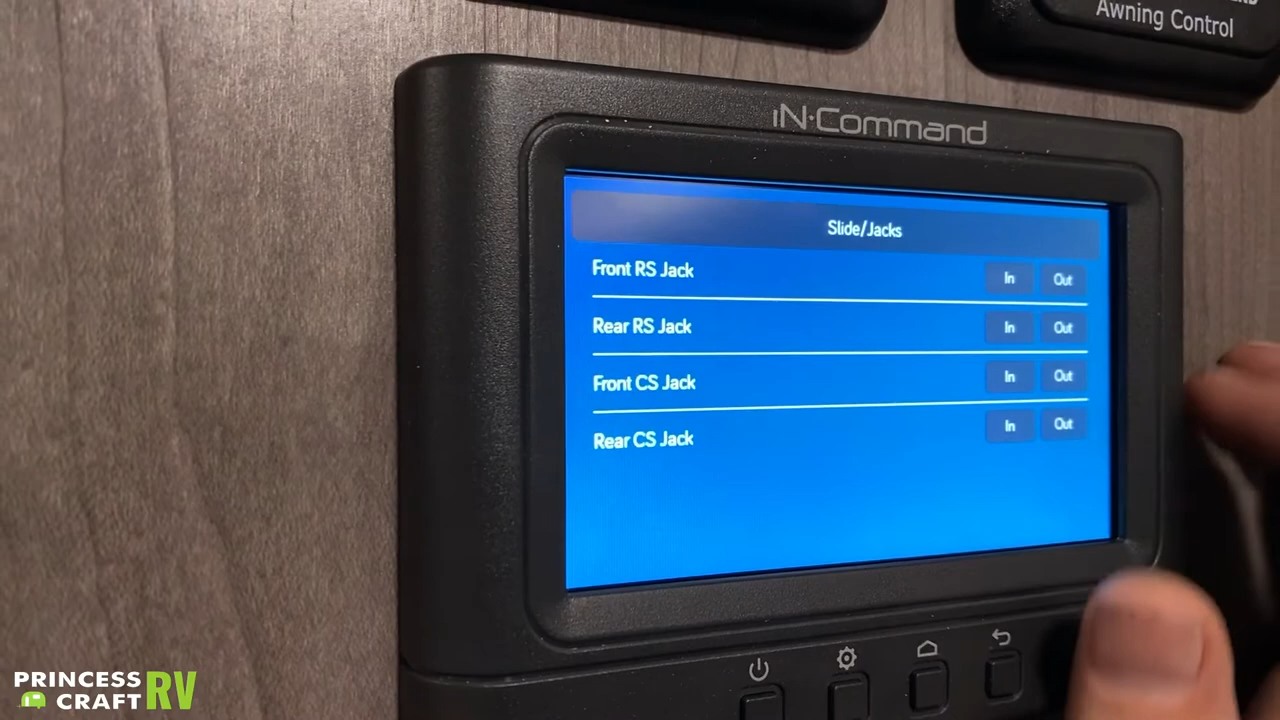 Awning Control
iN·Command
Slide/Jacks
Front RS Jack In Out
Rear RS Jack In Out
Front CS Jack In Out
Rear CS Jack In Out
PRINCESS
CRAFT RV